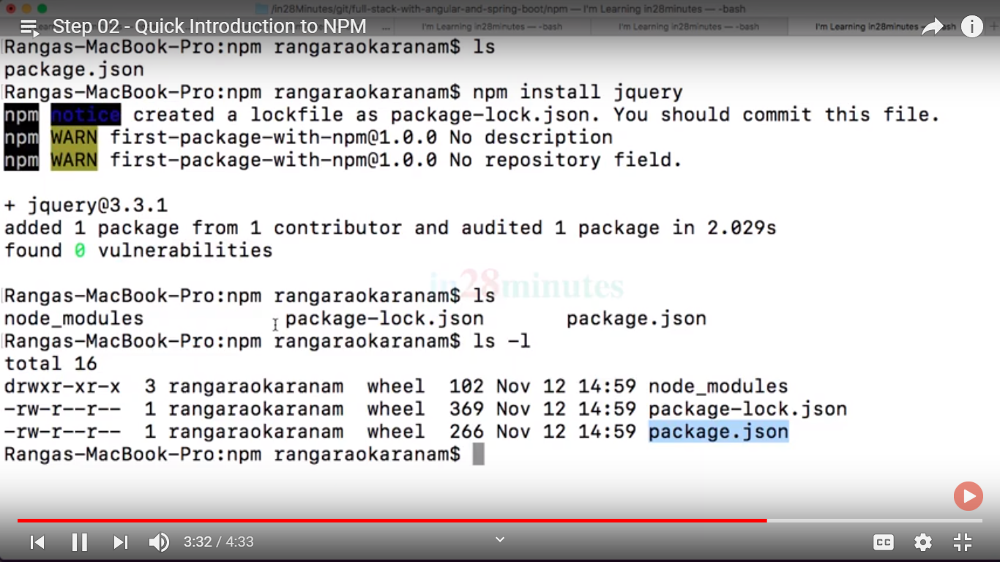 /in28Minutes/git/full-stack-with-angular-and-spring-boot/npm — I'm Learning in28minutes — -bash
Step 02 - Quick Introduction to NPM
... I'm Learning in28minutes — -bash I'm Learning in28minutes — -bash I'm Learning in28minutes
Rangas-MacBook-Pro:npm rangaraokaranam$ ls
package.json
Rangas-MacBook-Pro:npm rangaraokaranam$ npm install jquery
npm notice created a lockfile as package-lock.json. You should commit this file.
npm WARN first-package-with-npm@1.0.0 No description
npm WARN first-package-with-npm@1.0.0 No repository field.
+ jquery@3.3.1
added 1 package from 1 contributor and audited 1 package in 2.029s
found 0 vulnerabilities
in28minutes
Rangas-MacBook-Pro:npm rangaraokaranam$ ls
node_modules package-lock.json package.json
Rangas-MacBook-Pro:npm rangaraokaranam$ ls -l
total 16
drwxr-xr-x 3 rangaraokaranam wheel 102 Nov 12 14:59 node_modules
-rw-r--r-- 1 rangaraokaranam wheel 369 Nov 12 14:59 package-lock.json
-rw-r--r-- 1 rangaraokaranam wheel 266 Nov 12 14:59 package.json
Rangas-MacBook-Pro:npm rangaraokaranam$
3:32 / 4:33
CC